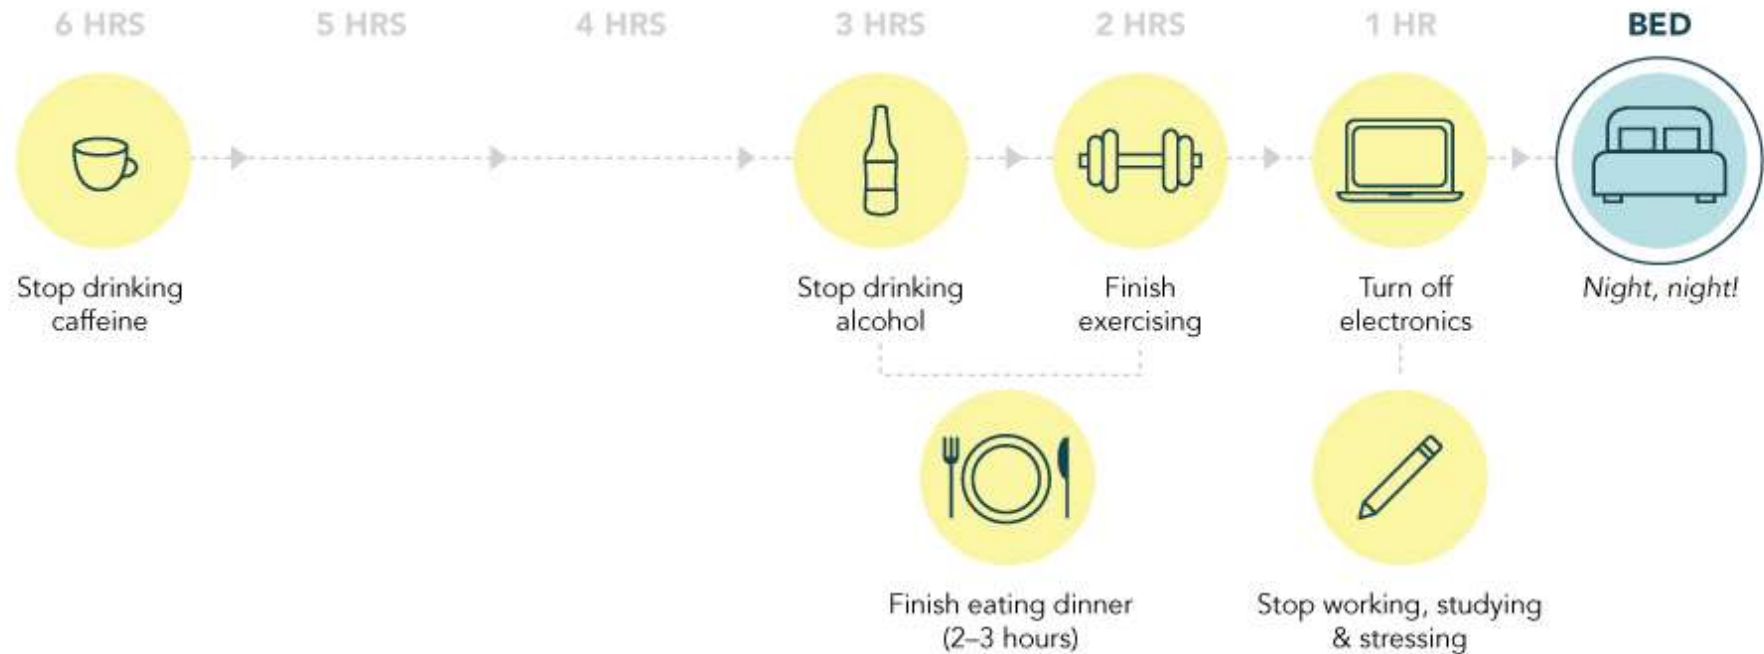 6 HRS 5 HRS 4 HRS 3 HRS 2 HRS 1 HR BED
Stop drinking
caffeine
Stop drinking
alcohol
Finish
exercising
Turn off
electronics
Night, night!
Finish eating dinner
(2–3 hours)
Stop working, studying
& stressing